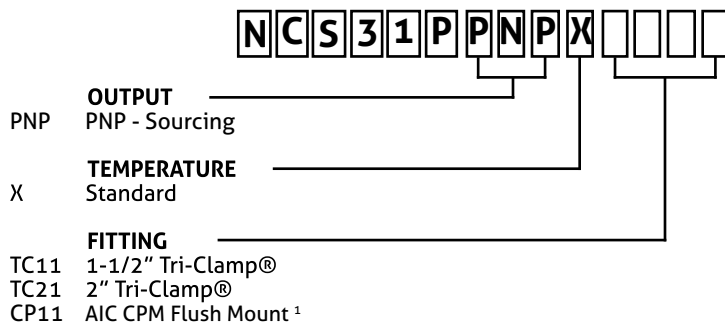 NCS31PPNPX
OUTPUT
PNP PNP - Sourcing
TEMPERATURE
X Standard
FITTING
TC11 1-1/2” Tri-Clamp®
TC21 2” Tri-Clamp®
CP11 AIC CPM Flush Mount ¹